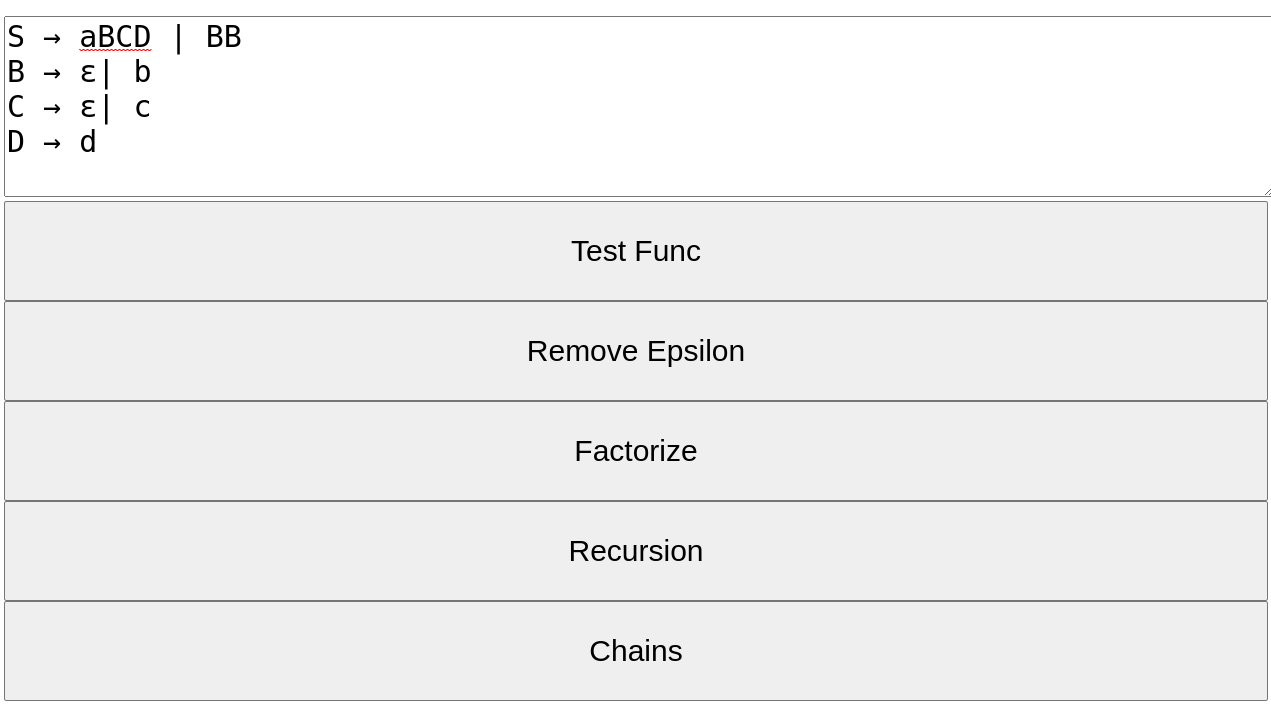 S → aBCD | BB
B → ε| b
C → ε| c
D → d
Test Func
Remove Epsilon
Factorize
Recursion
Chains